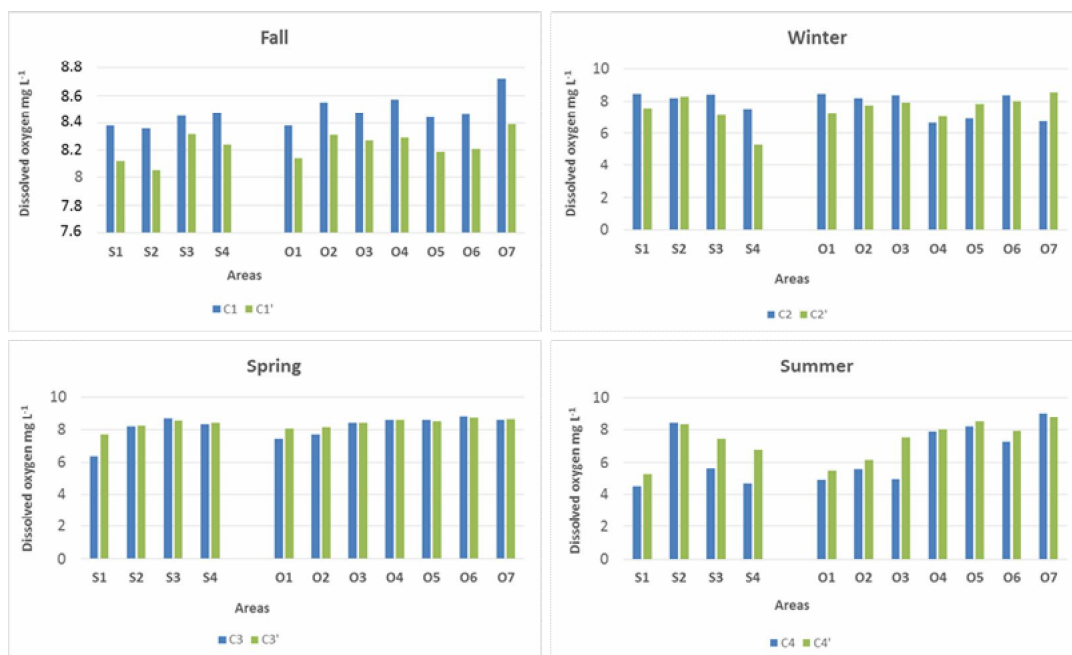 Fall
Dissolved oxygen mg L⁻¹
8.8
8.6
8.4
8.2
8
7.8
7.6
S1 S2 S3 S4 O1 O2 O3 O4 O5 O6 O7
Areas
C1 C1'
Winter
Dissolved oxygen mg L⁻¹
10
8
6
4
2
0
S1 S2 S3 S4 O1 O2 O3 O4 O5 O6 O7
Areas
C2 C2'
Spring
Dissolved oxygen mg L⁻¹
10
8
6
4
2
0
S1 S2 S3 S4 O1 O2 O3 O4 O5 O6 O7
Areas
C3 C3'
Summer
Dissolved oxygen mg L⁻¹
10
8
6
4
2
0
S1 S2 S3 S4 O1 O2 O3 O4 O5 O6 O7
Areas
C4 C4'